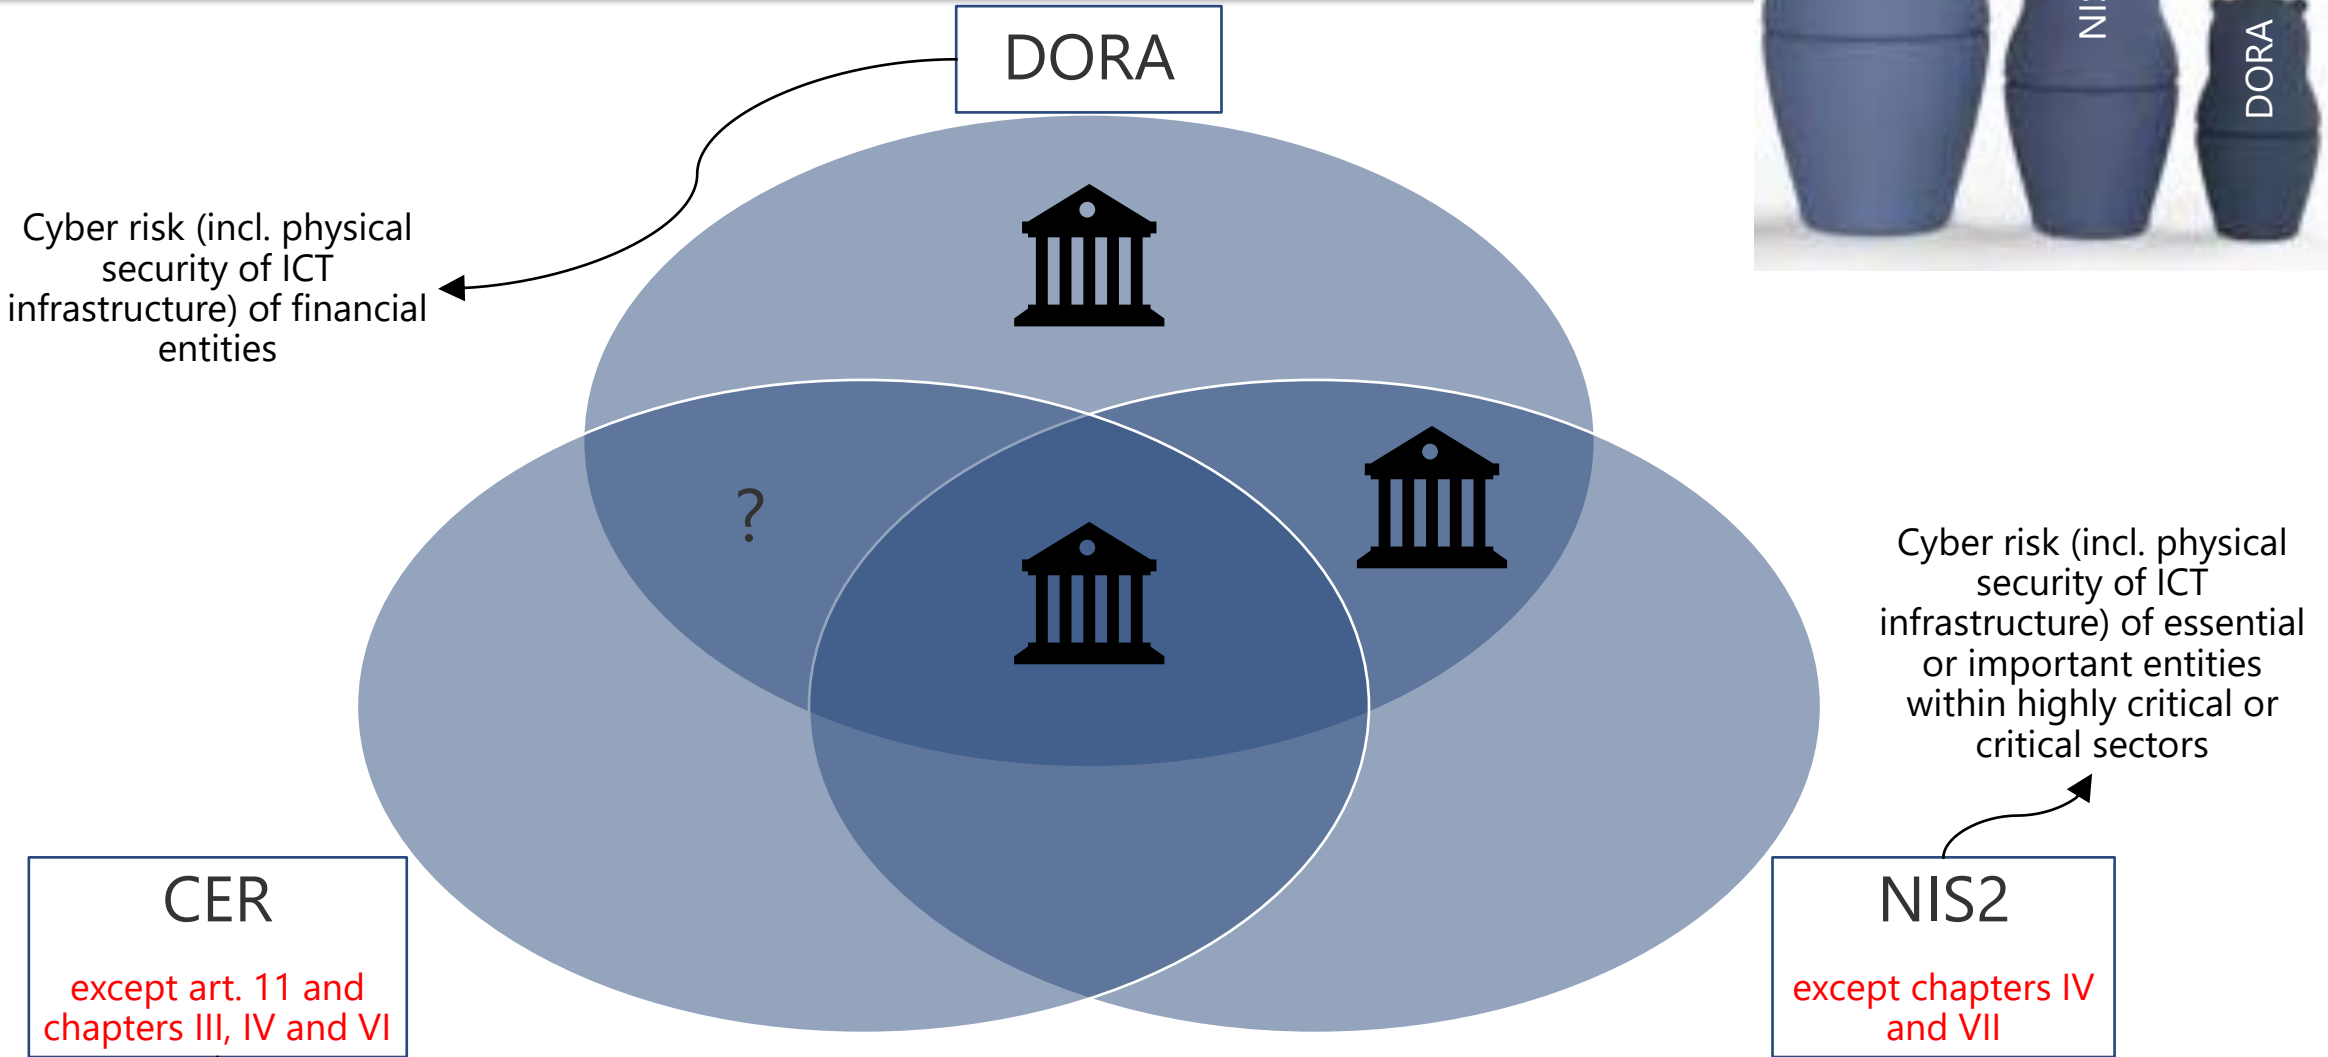 DORA
NIS
DORA
Cyber risk (incl. physical
security of ICT
infrastructure) of financial
entities
?
Cyber risk (incl. physical
security of ICT
infrastructure) of essential
or important entities
within highly critical or
critical sectors
CER
except art. 11 and
chapters III, IV and VI
NIS2
except chapters IV
and VII